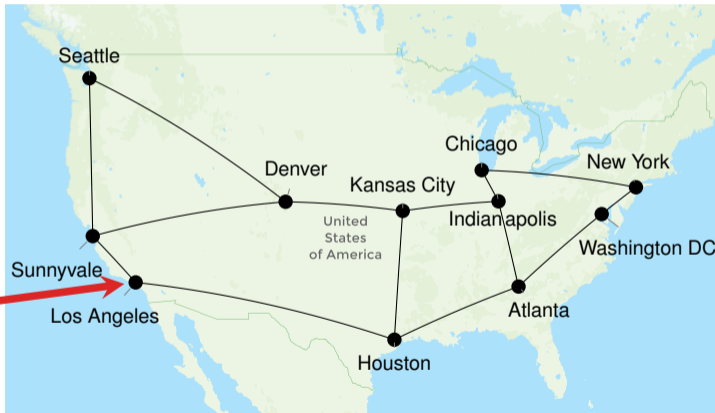 Seattle
Chicago
New York
Denver
Kansas City
Indianapolis
United
States
of America
Washington DC
Sunnyvale
Los Angeles
Atlanta
Houston